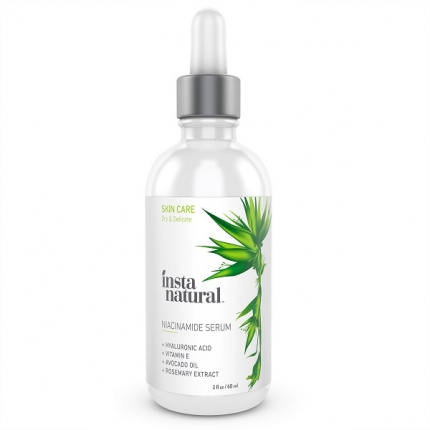 SKIN CARE
Dry & Delicate
insta
natural™
NIACINAMIDE SERUM
+ HYALURONIC ACID
+ VITAMIN E
+ AVOCADO OIL
+ ROSEMARY EXTRACT
2 fl oz / 60 ml